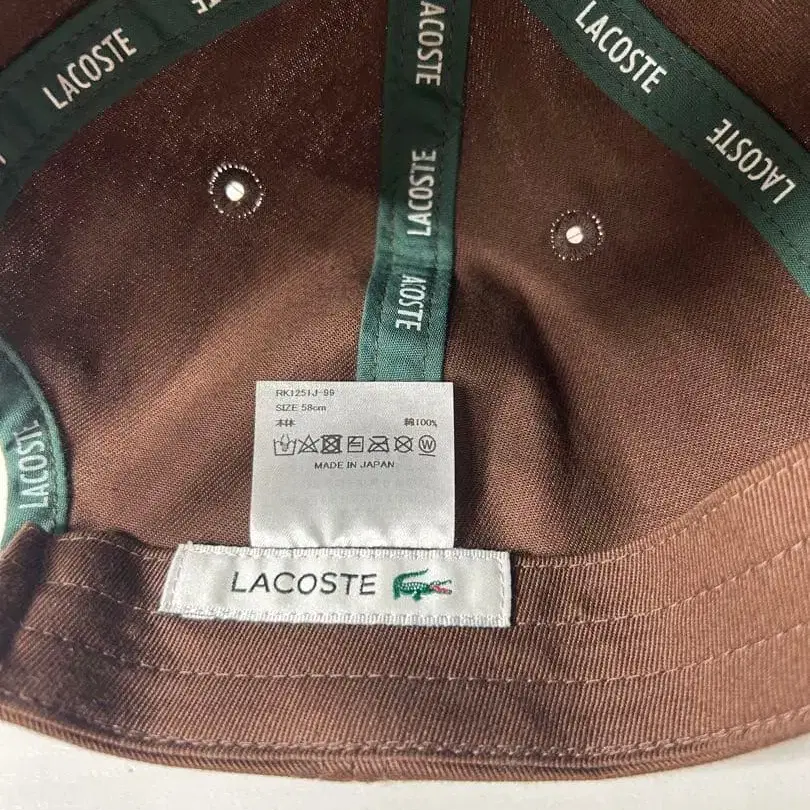 LACOSTE
LACOSTE
LACOSTE
LACOSTE
LACOSTE
LACOSTE
LACOSTE
RK1251J-99
SIZE 58cm
本体 綿100%
MADE IN JAPAN
LACOSTE